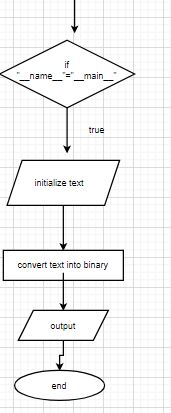 if
"__name__"="__main__"
true
initialize text
convert text into binary
output
end